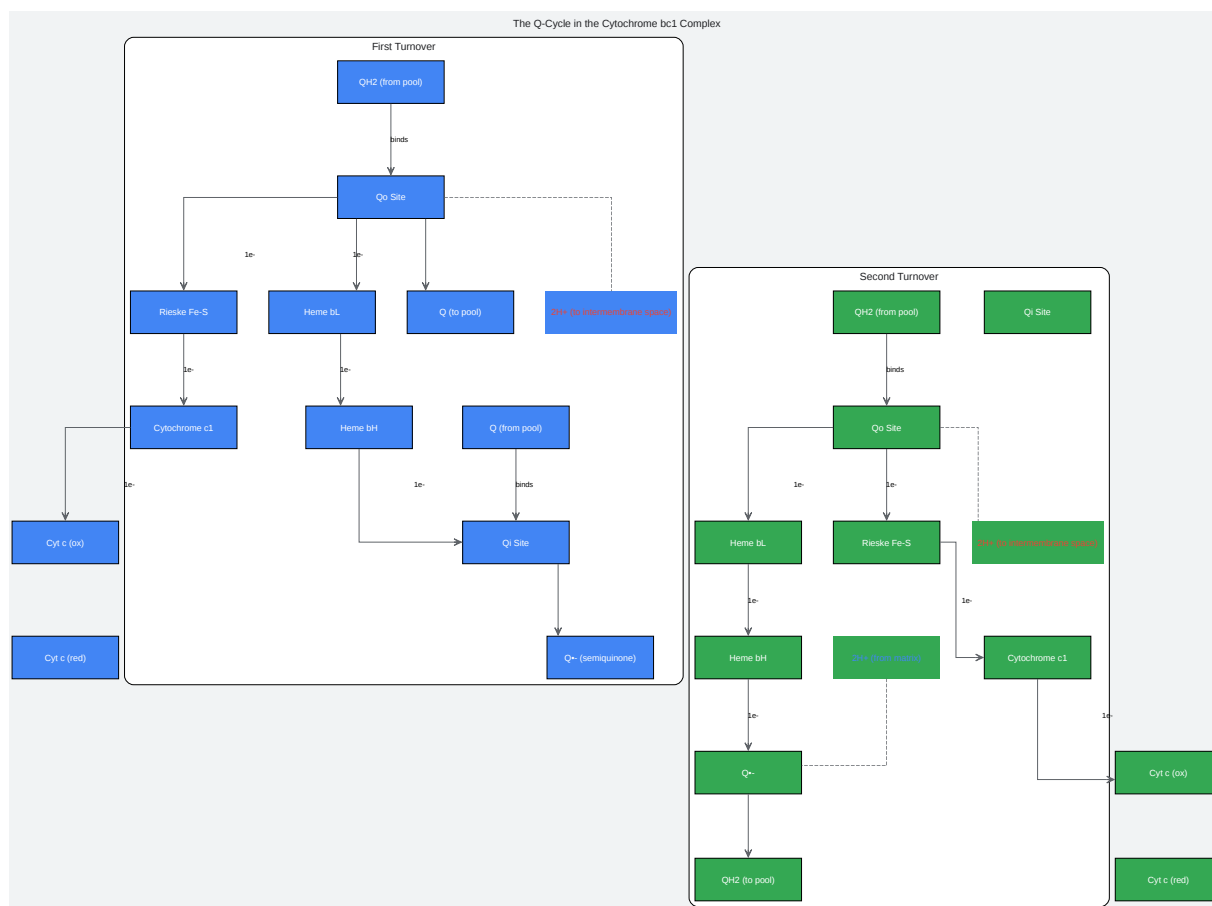 The Q-Cycle in the Cytochrome bc1 Complex
First Turnover
QH2 (from pool)
binds
Qo Site
1e-
1e-
Rieske Fe-S
Heme bL
Q (to pool)
1e-
1e-
Cytochrome c1
Heme bH
Q (from pool)
1e-
1e-
binds
Cyt c (ox)
Qi Site
Cyt c (red)
Q•- (semiquinone)
Second Turnover
QH2 (from pool)
Qi Site
binds
Qo Site
1e-
1e-
Heme bL
Rieske Fe-S
1e-
1e-
Heme bH
Cytochrome c1
1e-
1e-
Q•-
Cyt c (ox)
QH2 (to pool)
Cyt c (red)